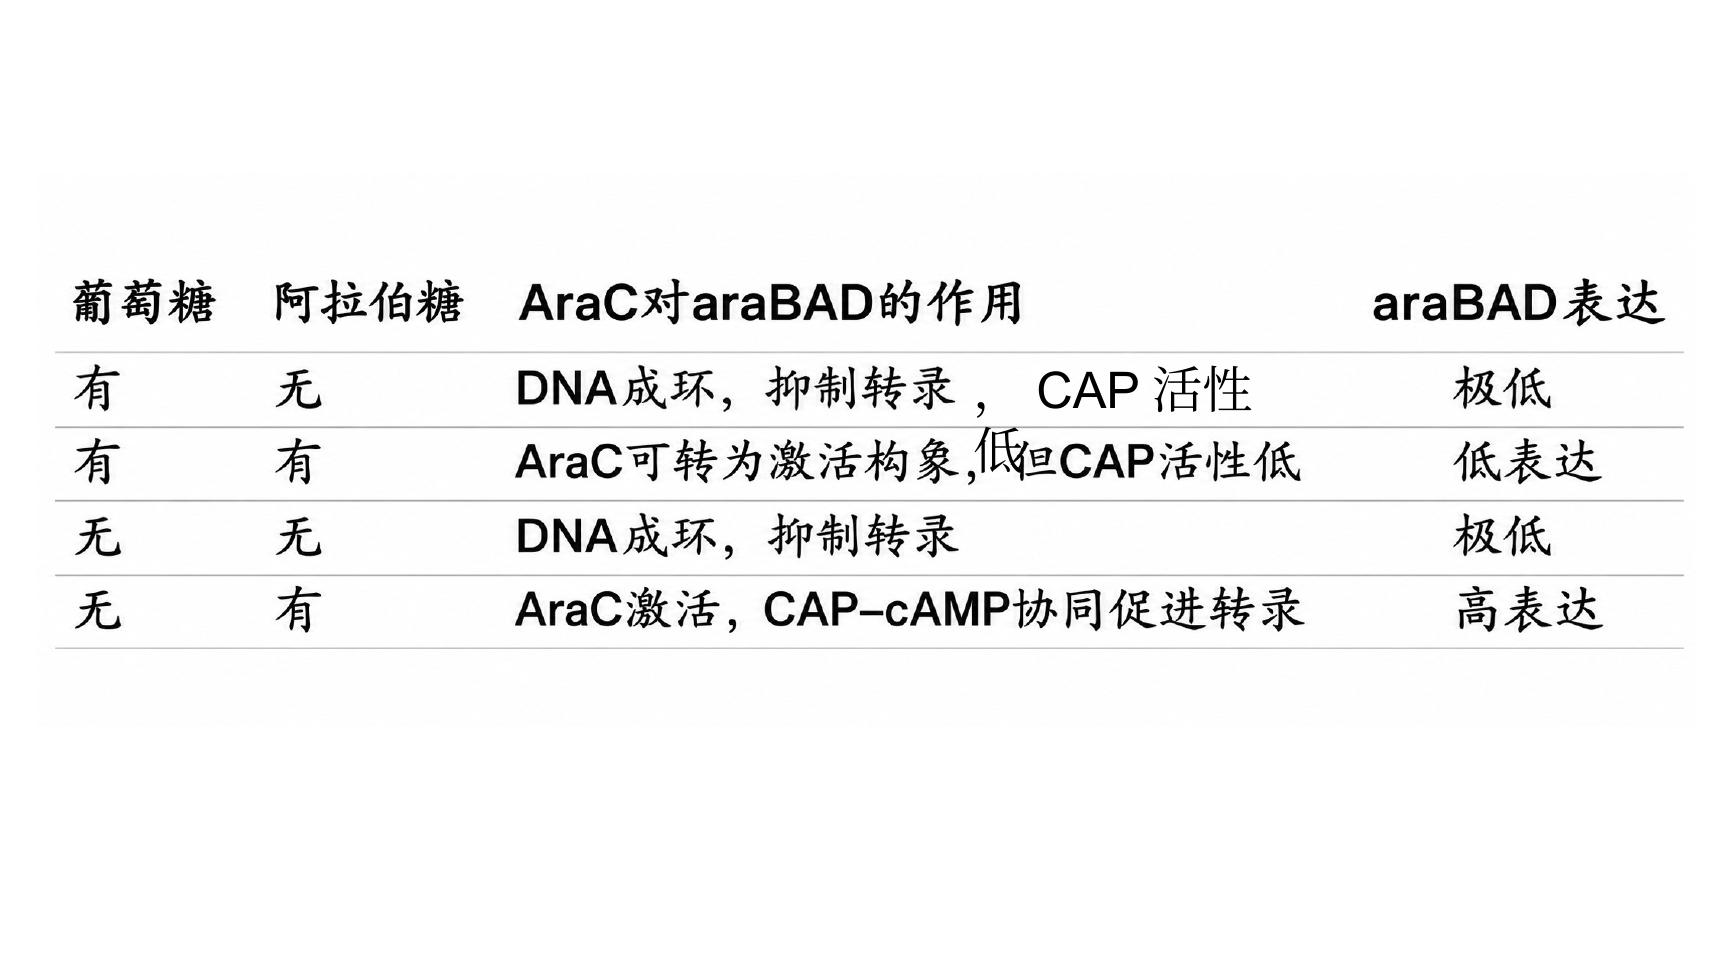 葡萄糖 阿拉伯糖 AraC对araBAD的作用 araBAD表达
有 无 DNA成环，抑制转录， CAP 活性低 极低
有 有 AraC可转为激活构象,但CAP活性低 低表达
无 无 DNA成环，抑制转录 极低
无 有 AraC激活，CAP–cAMP协同促进转录 高表达